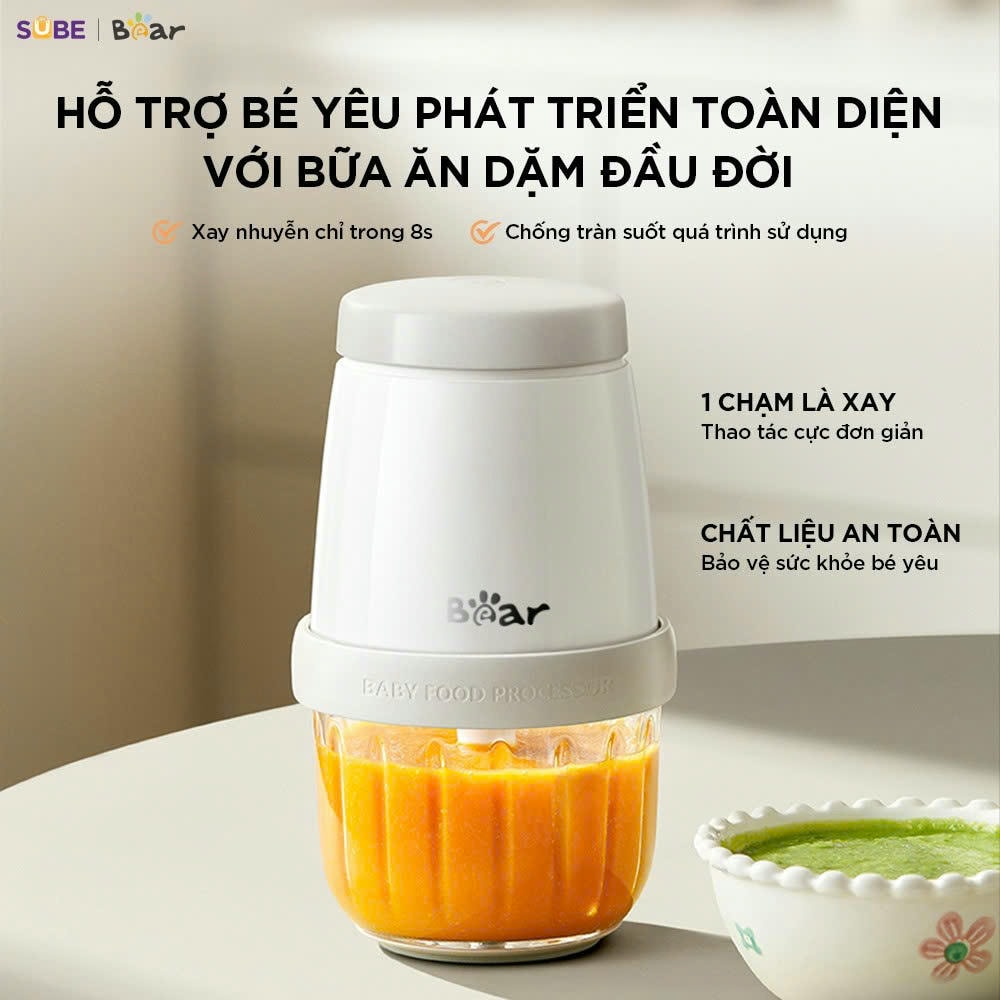 SUBE | Bear
HỖ TRỢ BÉ YÊU PHÁT TRIỂN TOÀN DIỆN
VỚI BỮA ĂN DẶM ĐẦU ĐỜI
Xay nhuyễn chỉ trong 8s
Chống tràn suốt quá trình sử dụng
1 CHẠM LÀ XAY
Thao tác cực đơn giản
CHẤT LIỆU AN TOÀN
Bảo vệ sức khỏe bé yêu
Bear
BABY FOOD PROCESSOR